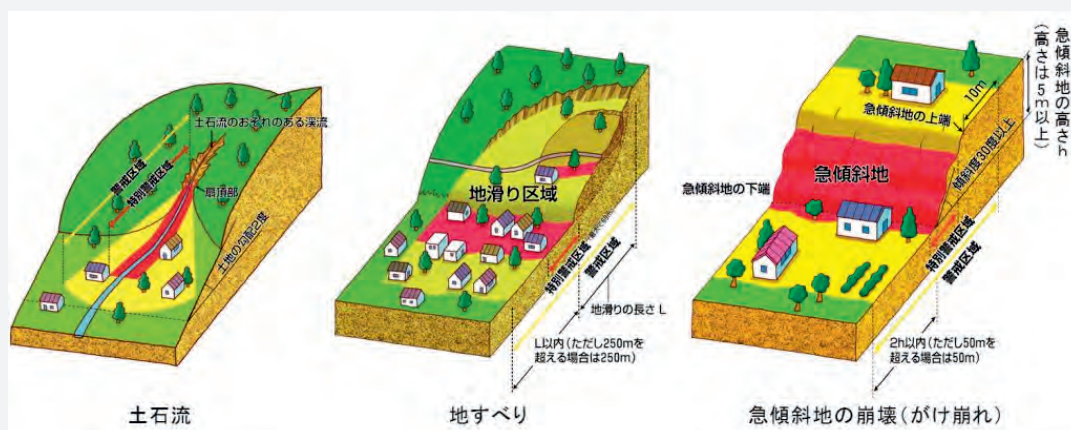 土石流のおそれのある渓流
警戒区域
特別警戒区域
扇頂部
土地の勾配2度
土石流
地滑り区域
特別警戒区域
警戒区域
地滑りの長さ L
L以内(ただし250mを
超える場合は250m)
地すべり
急傾斜地の高さh
(高さは5m以上)
10m
急傾斜地の上端
傾斜度30度以上
急傾斜地
急傾斜地の下端
特別警戒区域
警戒区域
2h以内(ただし50mを
超える場合は50m)
急傾斜地の崩壊(がけ崩れ)